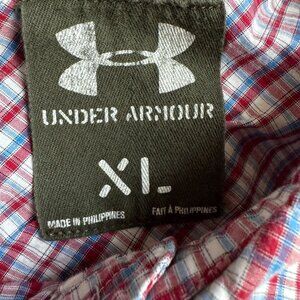 UNDER ARMOUR
XL
MADE IN PHILIPPINES FAIT À PHILIPPINES